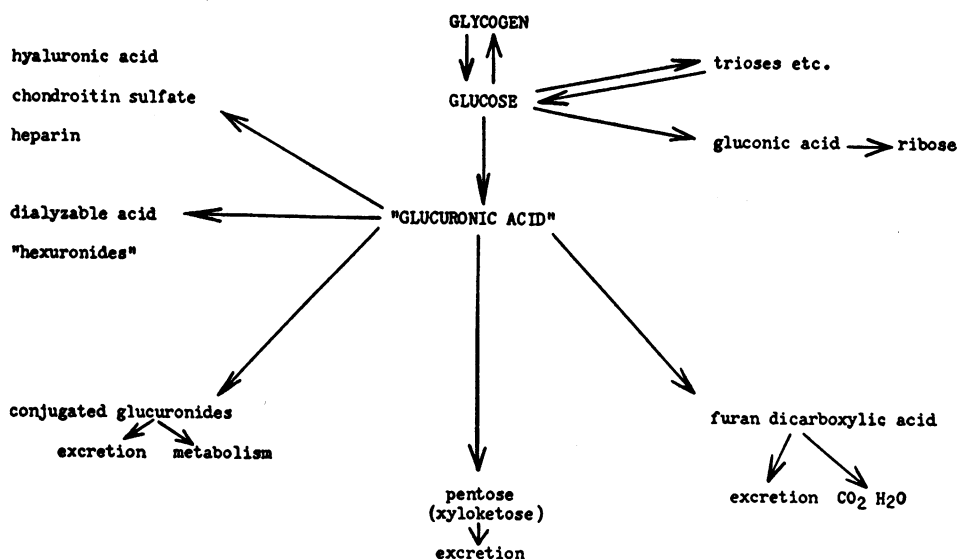 GLYCOGEN
hyaluronic acid
trioses etc.
chondroitin sulfate
GLUCOSE
heparin
gluconic acid
ribose
dialyzable acid
"GLUCURONIC ACID"
"hexuronides"
conjugated glucuronides
furan dicarboxylic acid
excretion metabolism
pentose
excretion CO2 H2O
(xyloketose)
excretion